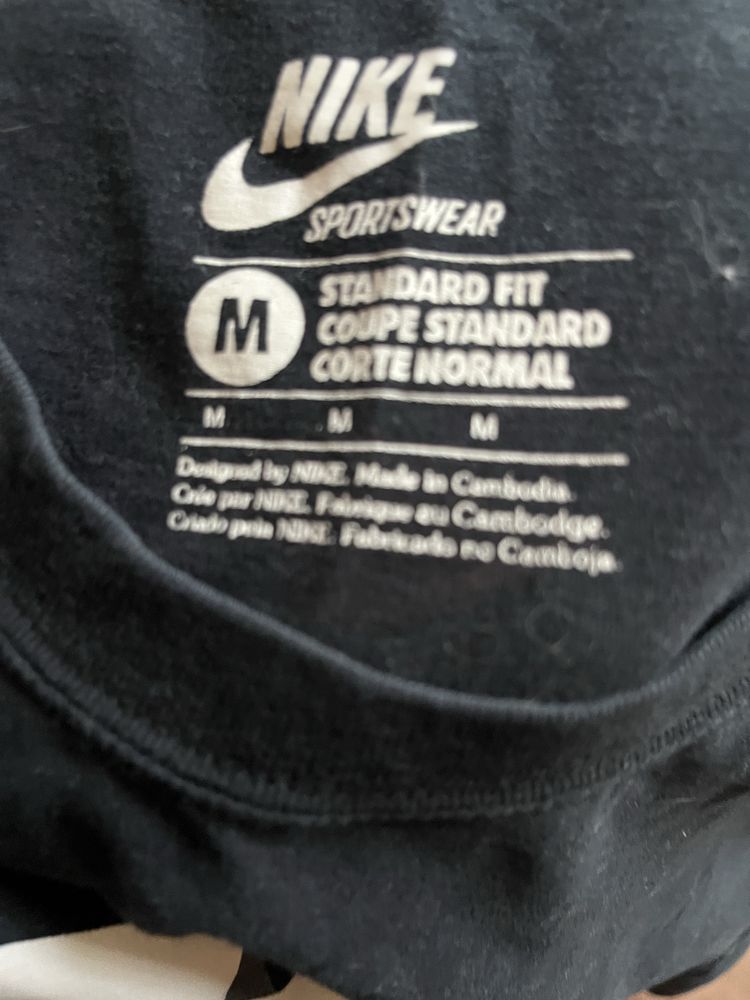 NIKE
SPORTSWEAR
M
STANDARD FIT
COUPE STANDARD
CORTE NORMAL
M M M
Designed by NIKE. Made in Cambodia.
Crée par NIKE. Fabrique au Cambodge.
Criado pela NIKE. Fabricado no Camboja.